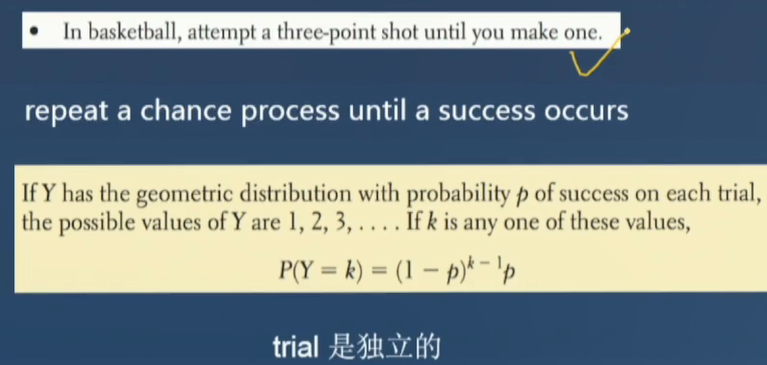 • In basketball, attempt a three-point shot until you make one.
repeat a chance process until a success occurs
If Y has the geometric distribution with probability p of success on each trial,
the possible values of Y are 1, 2, 3, . . . . If k is any one of these values,
P(Y = k) = (1 − p)^{k − 1}p
trial 是独立的